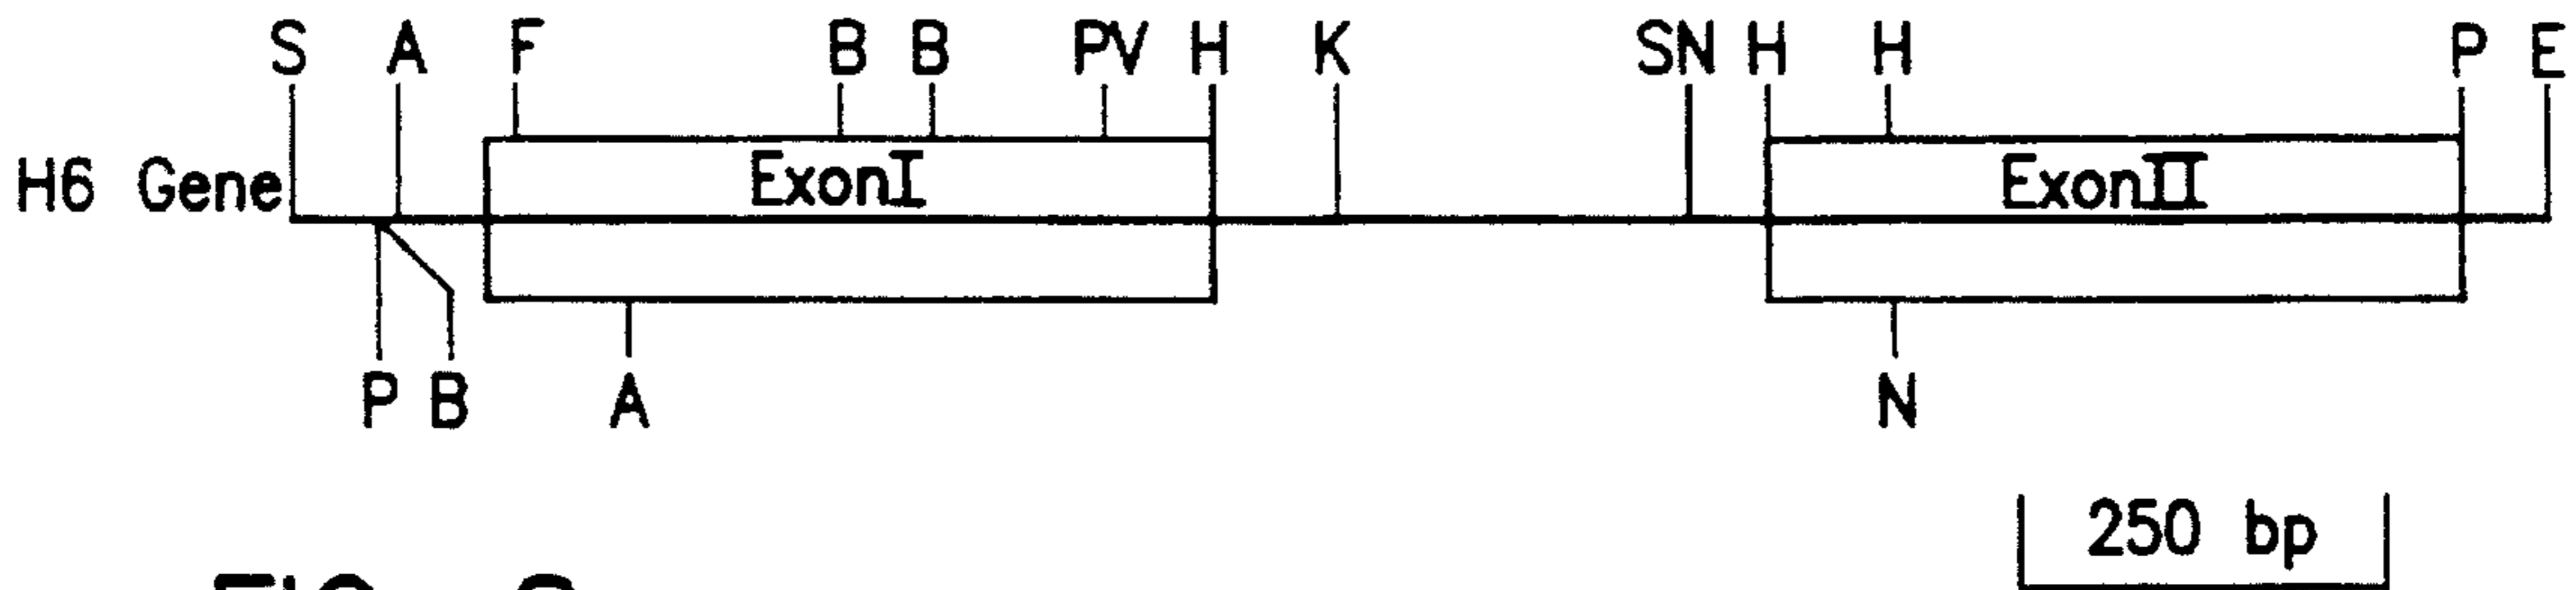 S A F B B PV H K SN H H P E
H6 Gene ExonI ExonII
P B A N
250 bp